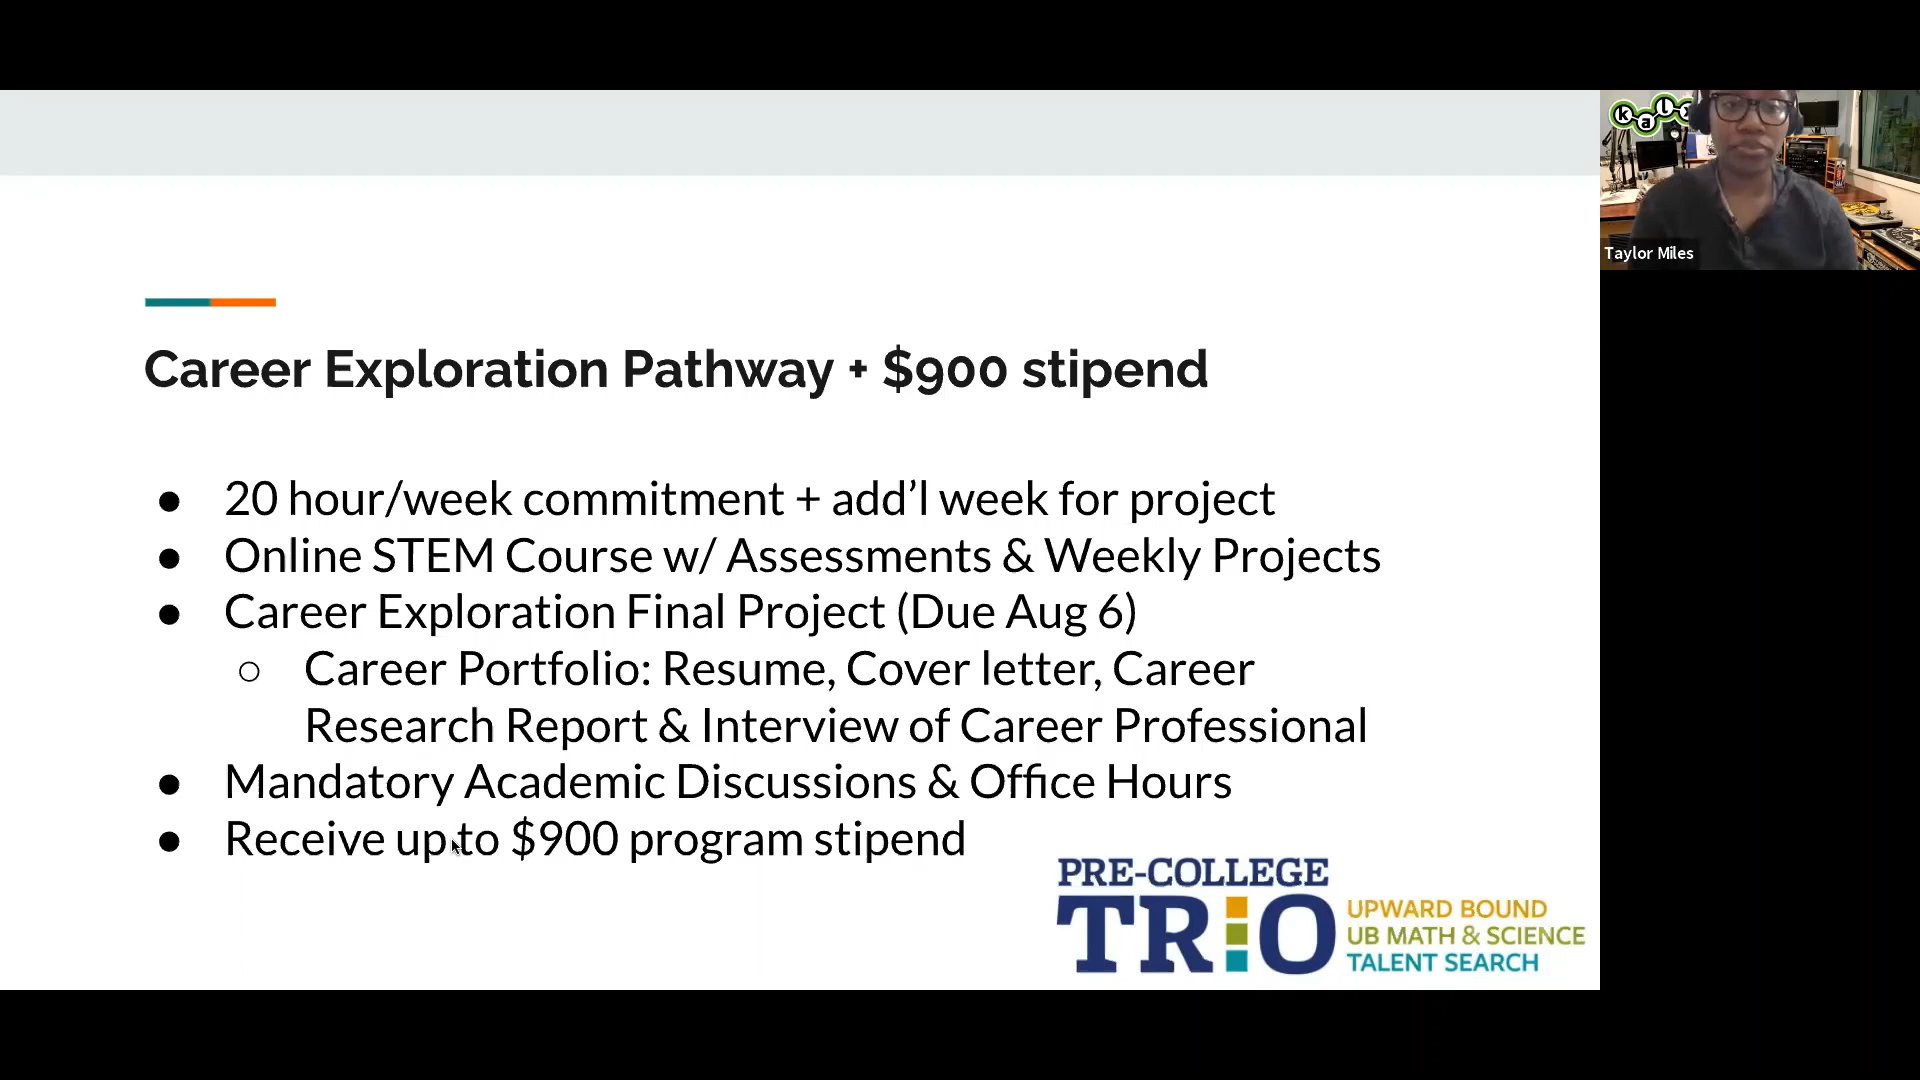 Career Exploration Pathway + $900 stipend
● 20 hour/week commitment + add’l week for project
● Online STEM Course w/ Assessments & Weekly Projects
● Career Exploration Final Project (Due Aug 6)
○ Career Portfolio: Resume, Cover letter, Career
Research Report & Interview of Career Professional
● Mandatory Academic Discussions & Office Hours
● Receive up to $900 program stipend
PRE-COLLEGE
TRIO
UPWARD BOUND
UB MATH & SCIENCE
TALENT SEARCH
kal
Taylor Miles